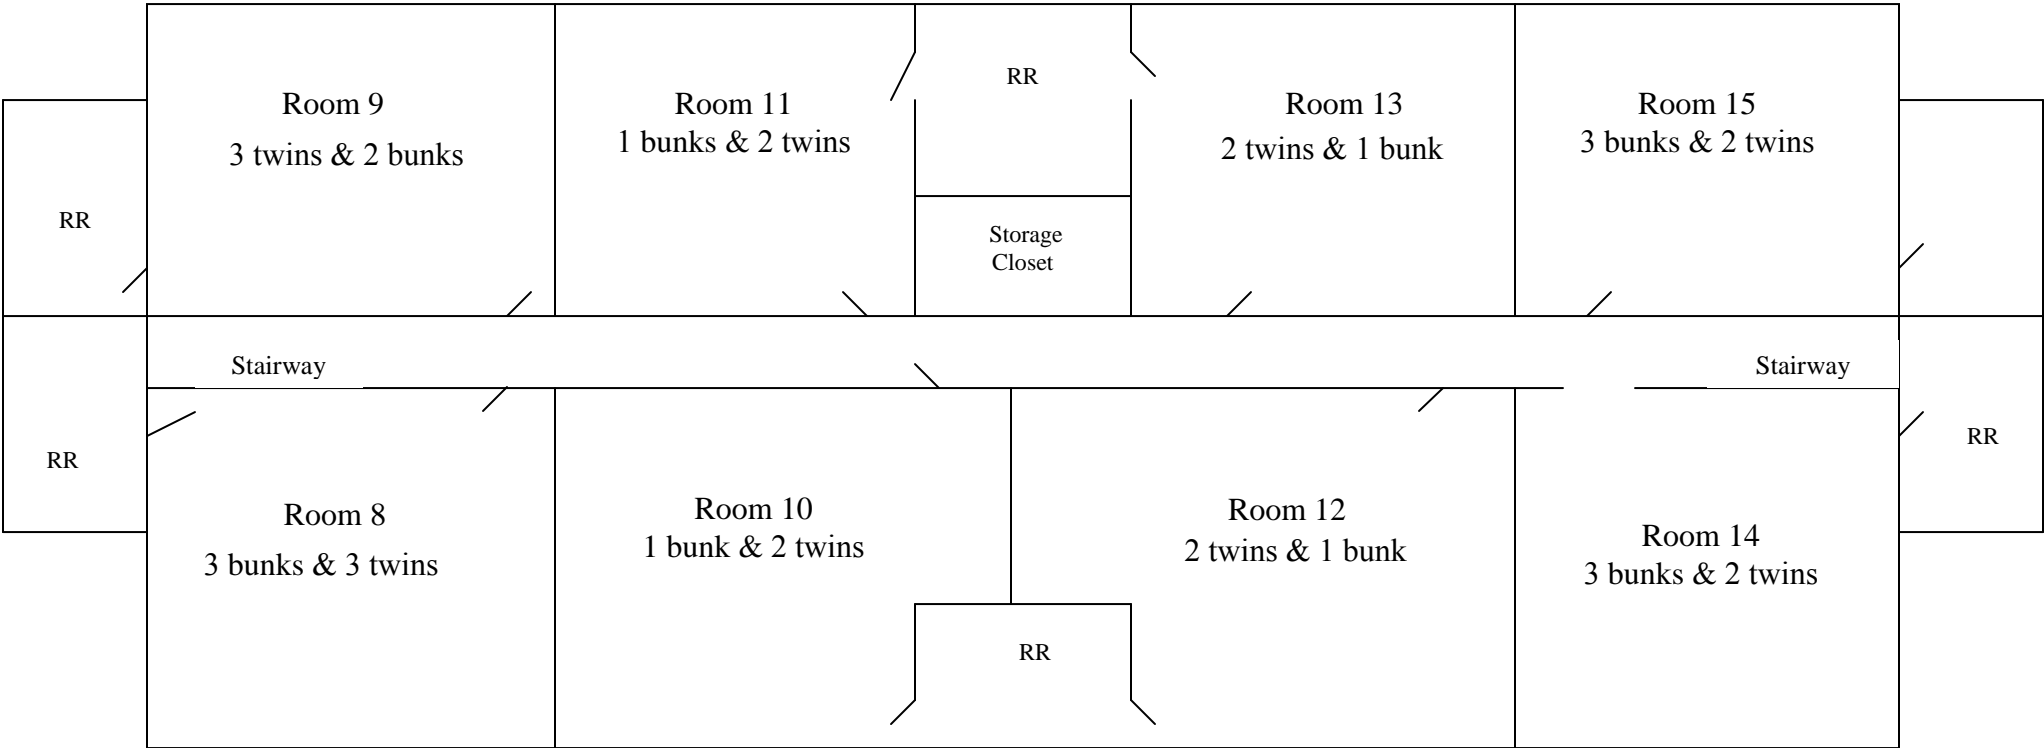 RR
Room 9
3 twins & 2 bunks
Room 11
1 bunks & 2 twins
Room 13
2 twins & 1 bunk
Room 15
3 bunks & 2 twins
RR
Storage
Closet
Stairway
Stairway
RR
RR
Room 8
3 bunks & 3 twins
Room 10
1 bunk & 2 twins
Room 12
2 twins & 1 bunk
Room 14
3 bunks & 2 twins
RR